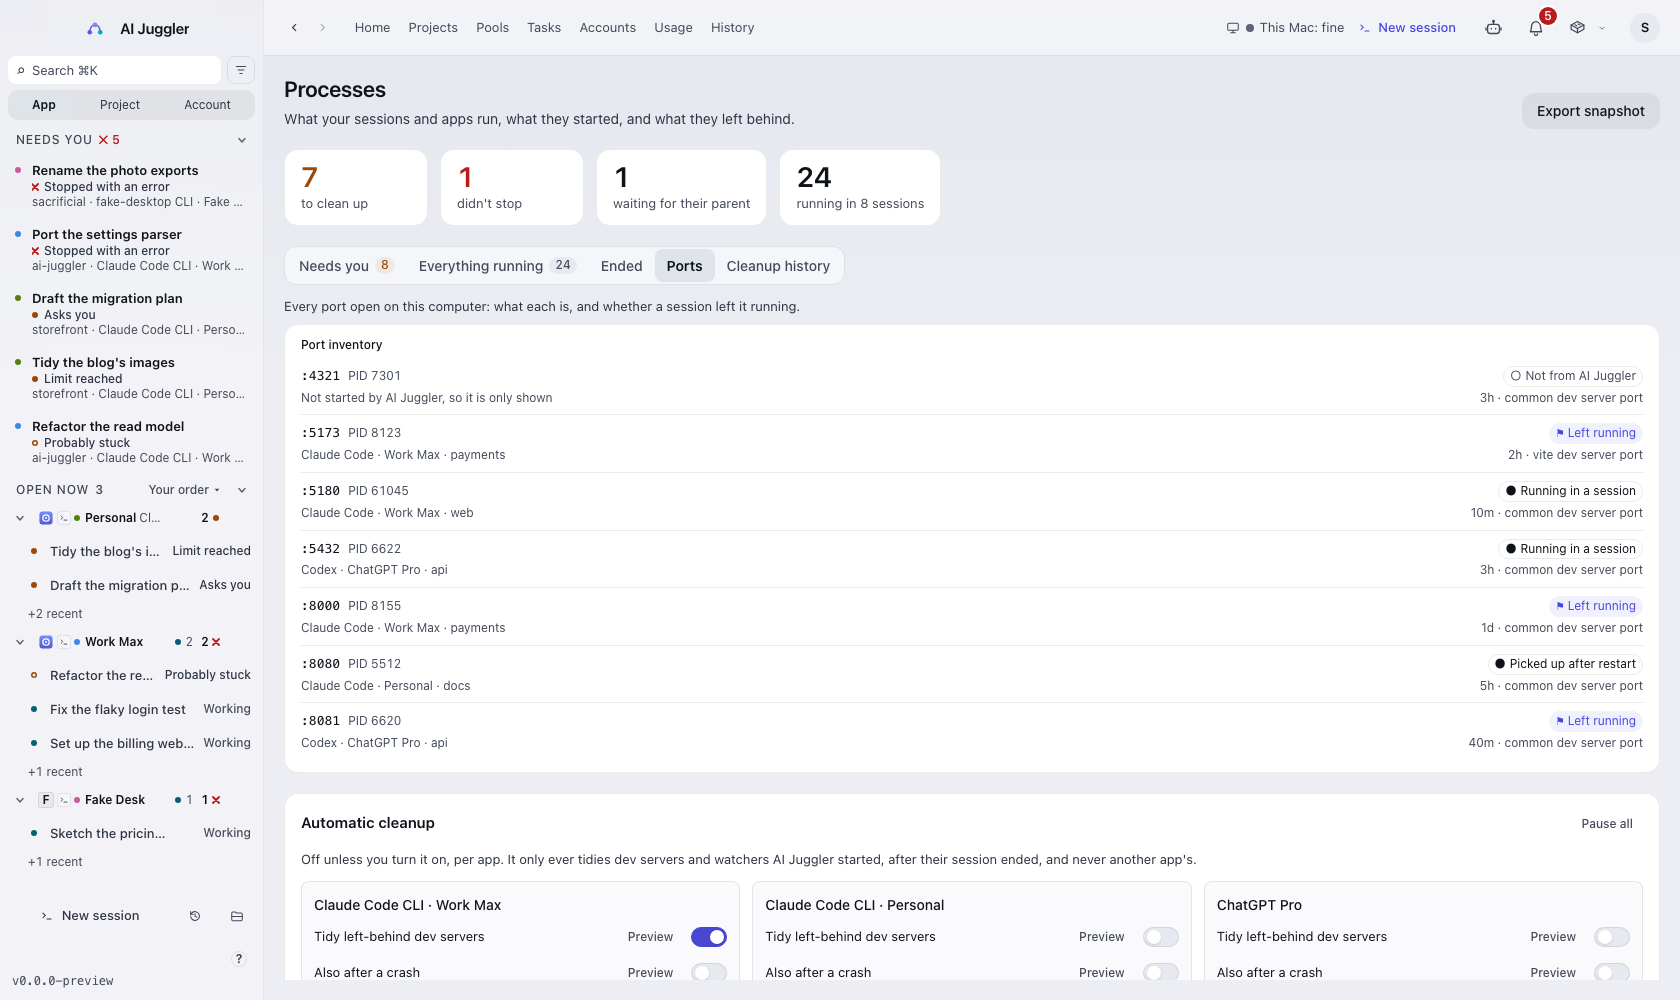 AI Juggler
Search ⌘K
App Project Account
NEEDS YOU 5
Rename the photo exports
Stopped with an error
sacrificial · fake-desktop CLI · Fake ...
Port the settings parser
Stopped with an error
ai-juggler · Claude Code CLI · Work ...
Draft the migration plan
Asks you
storefront · Claude Code CLI · Perso...
Tidy the blog's images
Limit reached
storefront · Claude Code CLI · Perso...
Refactor the read model
Probably stuck
ai-juggler · Claude Code CLI · Work ...
OPEN NOW 3 Your order
Personal Cl... 2
Tidy the blog's i... Limit reached
Draft the migration p... Asks you
+2 recent
Work Max 2 2
Refactor the re... Probably stuck
Fix the flaky login test Working
Set up the billing web... Working
+1 recent
F Fake Desk 1 1
Sketch the pricin... Working
+1 recent
New session
?
v0.0.0-preview
Home Projects Pools Tasks Accounts Usage History
This Mac: fine New session 5 S
Processes
What your sessions and apps run, what they started, and what they left behind.
Export snapshot
7 to clean up
1 didn't stop
1 waiting for their parent
24 running in 8 sessions
Needs you 8 Everything running 24 Ended Ports Cleanup history
Every port open on this computer: what each is, and whether a session left it running.
Port inventory
:4321 PID 7301 Not from AI Juggler
Not started by AI Juggler, so it is only shown 3h · common dev server port
:5173 PID 8123 Left running
Claude Code · Work Max · payments 2h · vite dev server port
:5180 PID 61045 Running in a session
Claude Code · Work Max · web 10m · common dev server port
:5432 PID 6622 Running in a session
Codex · ChatGPT Pro · api 3h · common dev server port
:8000 PID 8155 Left running
Claude Code · Work Max · payments 1d · common dev server port
:8080 PID 5512 Picked up after restart
Claude Code · Personal · docs 5h · common dev server port
:8081 PID 6620 Left running
Codex · ChatGPT Pro · api 40m · common dev server port
Automatic cleanup Pause all
Off unless you turn it on, per app. It only ever tidies dev servers and watchers AI Juggler started, after their session ended, and never another app's.
Claude Code CLI · Work Max
Tidy left-behind dev servers Preview
Also after a crash Preview
Claude Code CLI · Personal
Tidy left-behind dev servers Preview
Also after a crash Preview
ChatGPT Pro
Tidy left-behind dev servers Preview
Also after a crash Preview